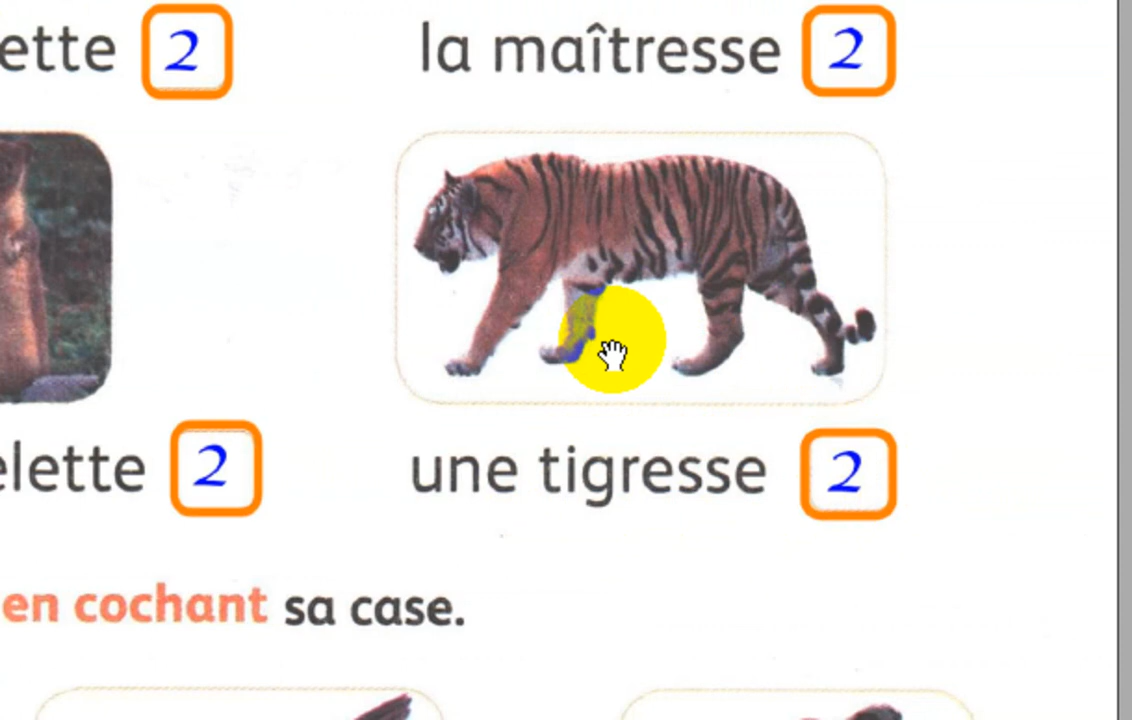 ette 2 la maîtresse 2
elette 2 une tigresse 2
en cochant sa case.